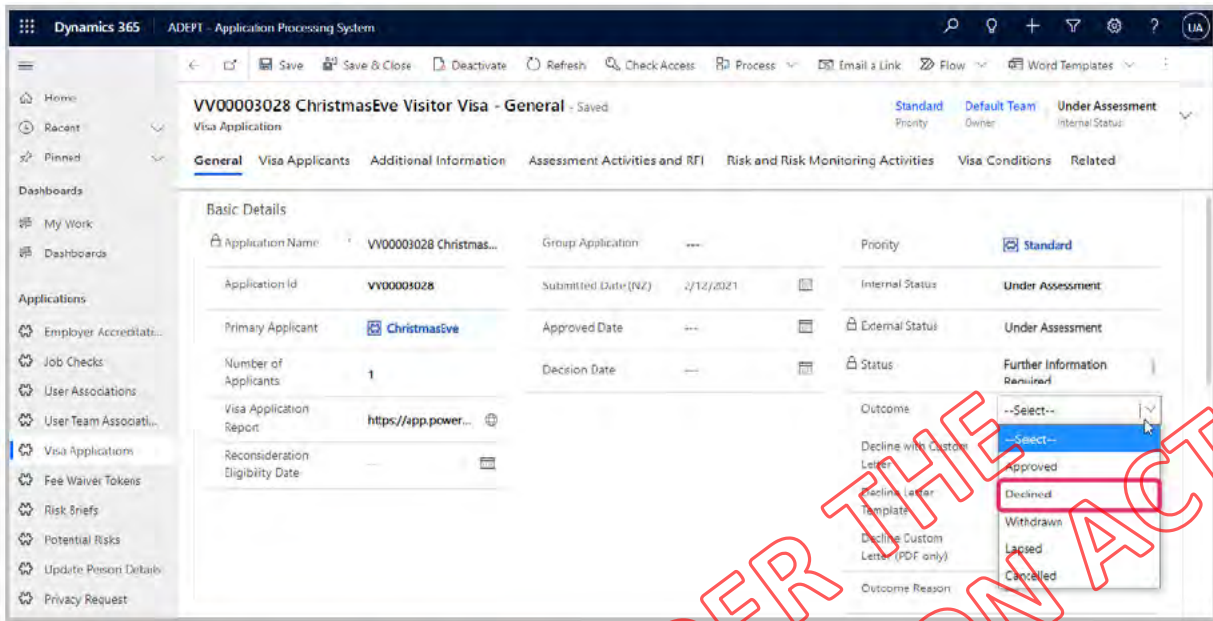 Dynamics 365 ADEPT - Application Processing System ? UA
Save Save & Close Deactivate Refresh Check Access Process Email a Link Flow Word Templates
Home
Recent
Pinned
Dashboards
My Work
Dashboards
Applications
Employer Accreditati...
Job Checks
User Associations
User Team Associati...
Visa Applications
Fee Waiver Tokens
Risk Briefs
Potential Risks
Update Person Details
Privacy Request
VV00003028 ChristmasEve Visitor Visa - General - Saved
Visa Application
Standard
Priority
Default Team
Owner
Under Assessment
Internal Status
General Visa Applicants Additional Information Assessment Activities and RFI Risk and Risk Monitoring Activities Visa Conditions Related
Basic Details
Application Name * VV00003028 Christmas...
Application Id VV00003028
Primary Applicant ChristmasEve
Number of
Applicants 1
Visa Application
Report https://app.power...
Reconsideration
Eligibility Date ---
Group Application ---
Submitted Date (NZ) 2/12/2021
Approved Date ---
Decision Date ---
Priority Standard
Internal Status Under Assessment
External Status Under Assessment
Status Further Information
Required
Outcome --Select--
Decline with Custom
Letter
Decline Letter
Template
Decline Custom
Letter (PDF only)
Outcome Reason
--Select--
Approved
Declined
Withdrawn
Lapsed
Cancelled
DER THE
ON ACT